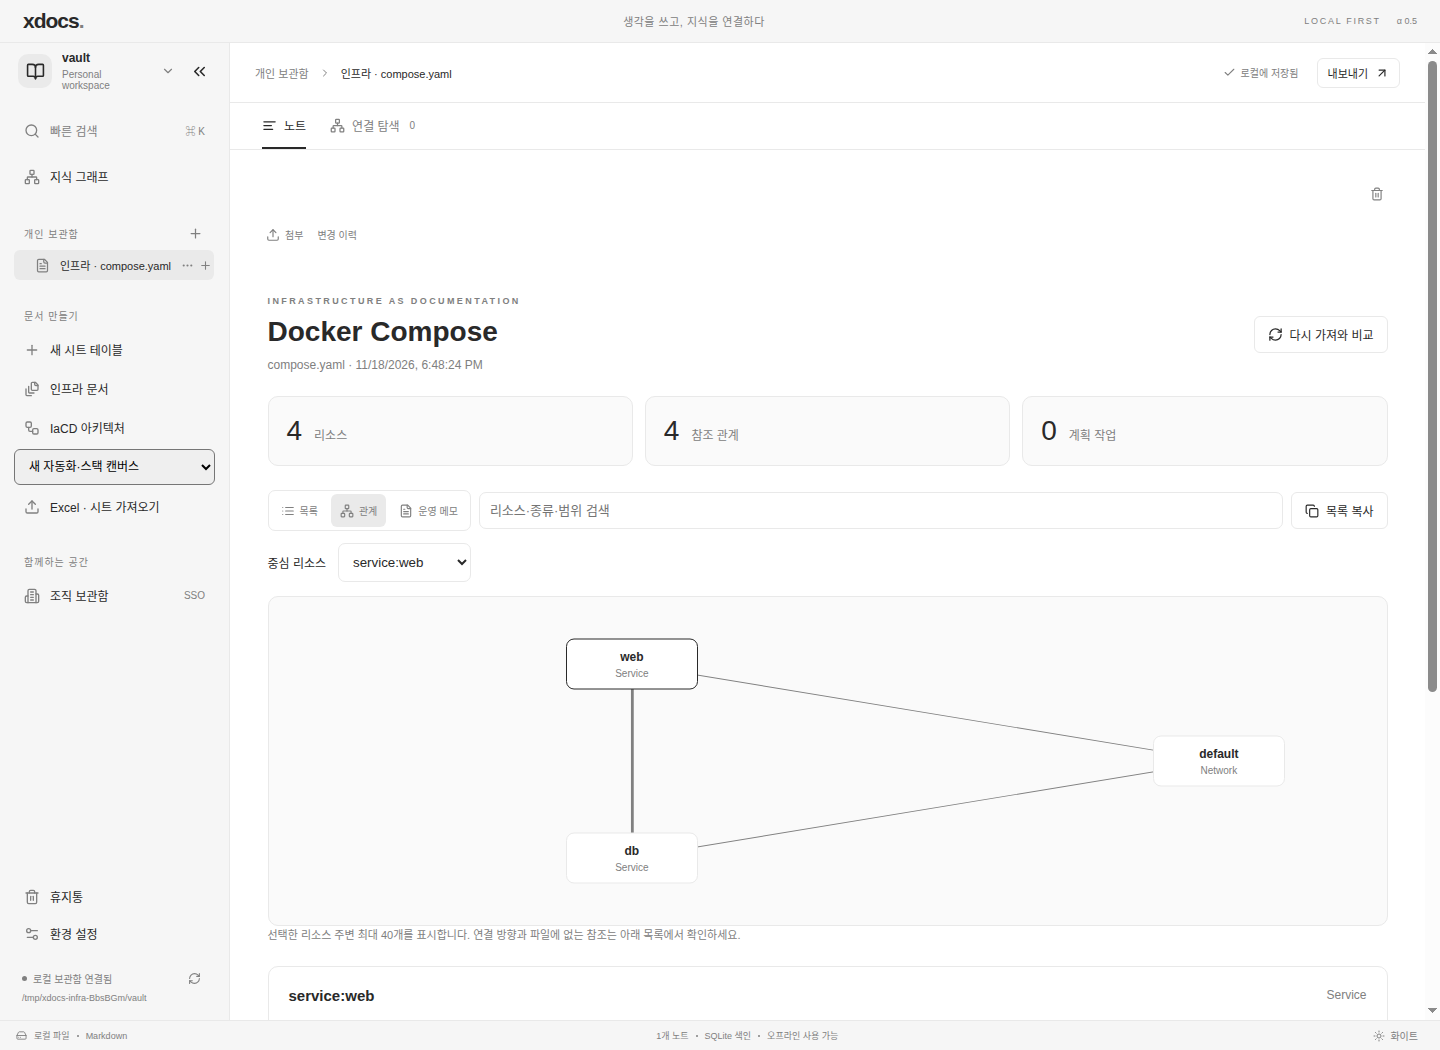 xdocs.
생각을 쓰고, 지식을 연결하다
LOCAL FIRST α 0.5
vault
Personal
workspace
빠른 검색 ⌘ K
지식 그래프
개인 보관함
인프라 · compose.yaml
문서 만들기
새 시트 테이블
인프라 문서
IaCD 아키텍처
새 자동화·스택 캔버스
Excel · 시트 가져오기
함께하는 공간
조직 보관함 SSO
휴지통
환경 설정
로컬 보관함 연결됨
/tmp/xdocs-infra-BbsBGm/vault
개인 보관함 > 인프라 · compose.yaml
로컬에 저장됨
내보내기
노트
연결 탐색 0
첨부 변경 이력
INFRASTRUCTURE AS DOCUMENTATION
Docker Compose
compose.yaml · 11/18/2026, 6:48:24 PM
다시 가져와 비교
4 리소스
4 참조 관계
0 계획 작업
목록 관계 운영 메모
리소스·종류·범위 검색
목록 복사
중심 리소스 service:web
web
Service
default
Network
db
Service
선택한 리소스 주변 최대 40개를 표시합니다. 연결 방향과 파일에 없는 참조는 아래 목록에서 확인하세요.
service:web Service
로컬 파일 • Markdown
1개 노트 • SQLite 색인 • 오프라인 사용 가능
화이트